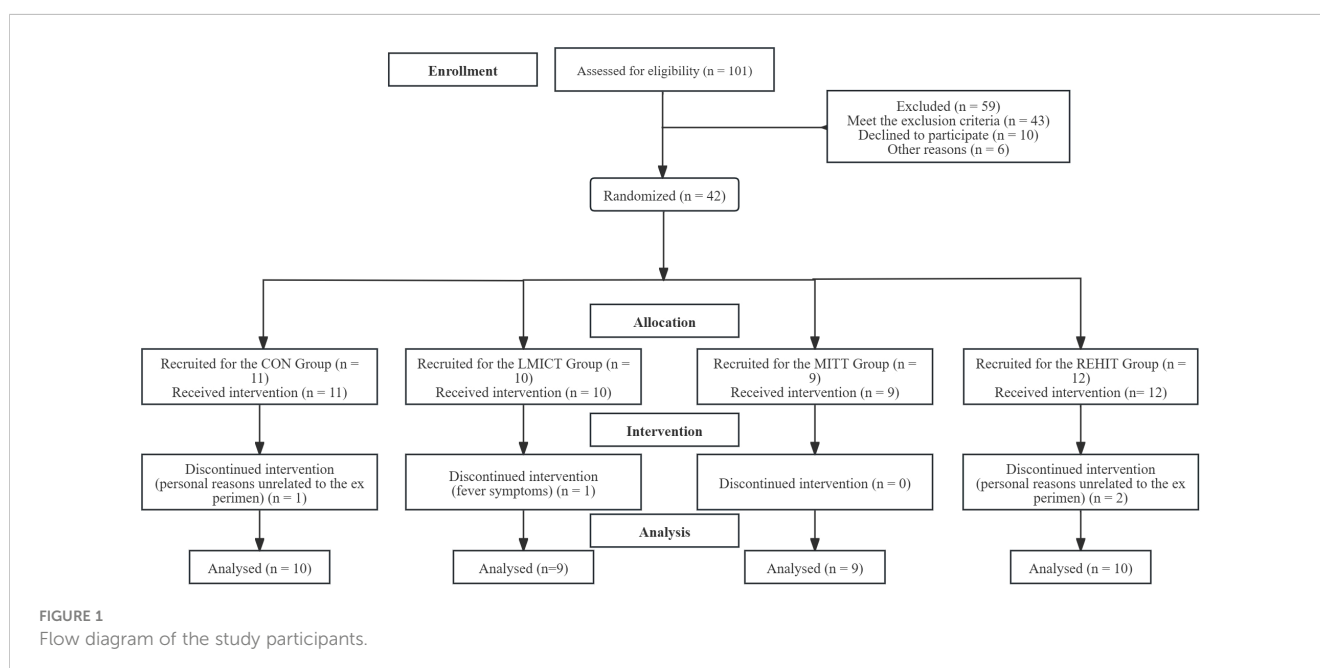 Enrollment
Assessed for eligibility (n = 101)
Excluded (n = 59)
Meet the exclusion criteria (n = 43)
Declined to participate (n = 10)
Other reasons (n = 6)
Randomized (n = 42)
Allocation
Recruited for the CON Group (n =
11)
Received intervention (n = 11)
Recruited for the LMICT Group (n =
10)
Received intervention (n = 10)
Recruited for the MITT Group (n =
9)
Received intervention (n = 9)
Recruited for the REHIT Group (n =
12)
Received intervention (n= 12)
Intervention
Discontinued intervention
(personal reasons unrelated to the ex
perimen) (n = 1)
Discontinued intervention
(fever symptoms) (n = 1)
Discontinued intervention (n = 0)
Discontinued intervention
(personal reasons unrelated to the ex
perimen) (n = 2)
Analysis
Analysed (n = 10)
Analysed (n=9)
Analysed (n = 9)
Analysed (n = 10)
FIGURE 1
Flow diagram of the study participants.